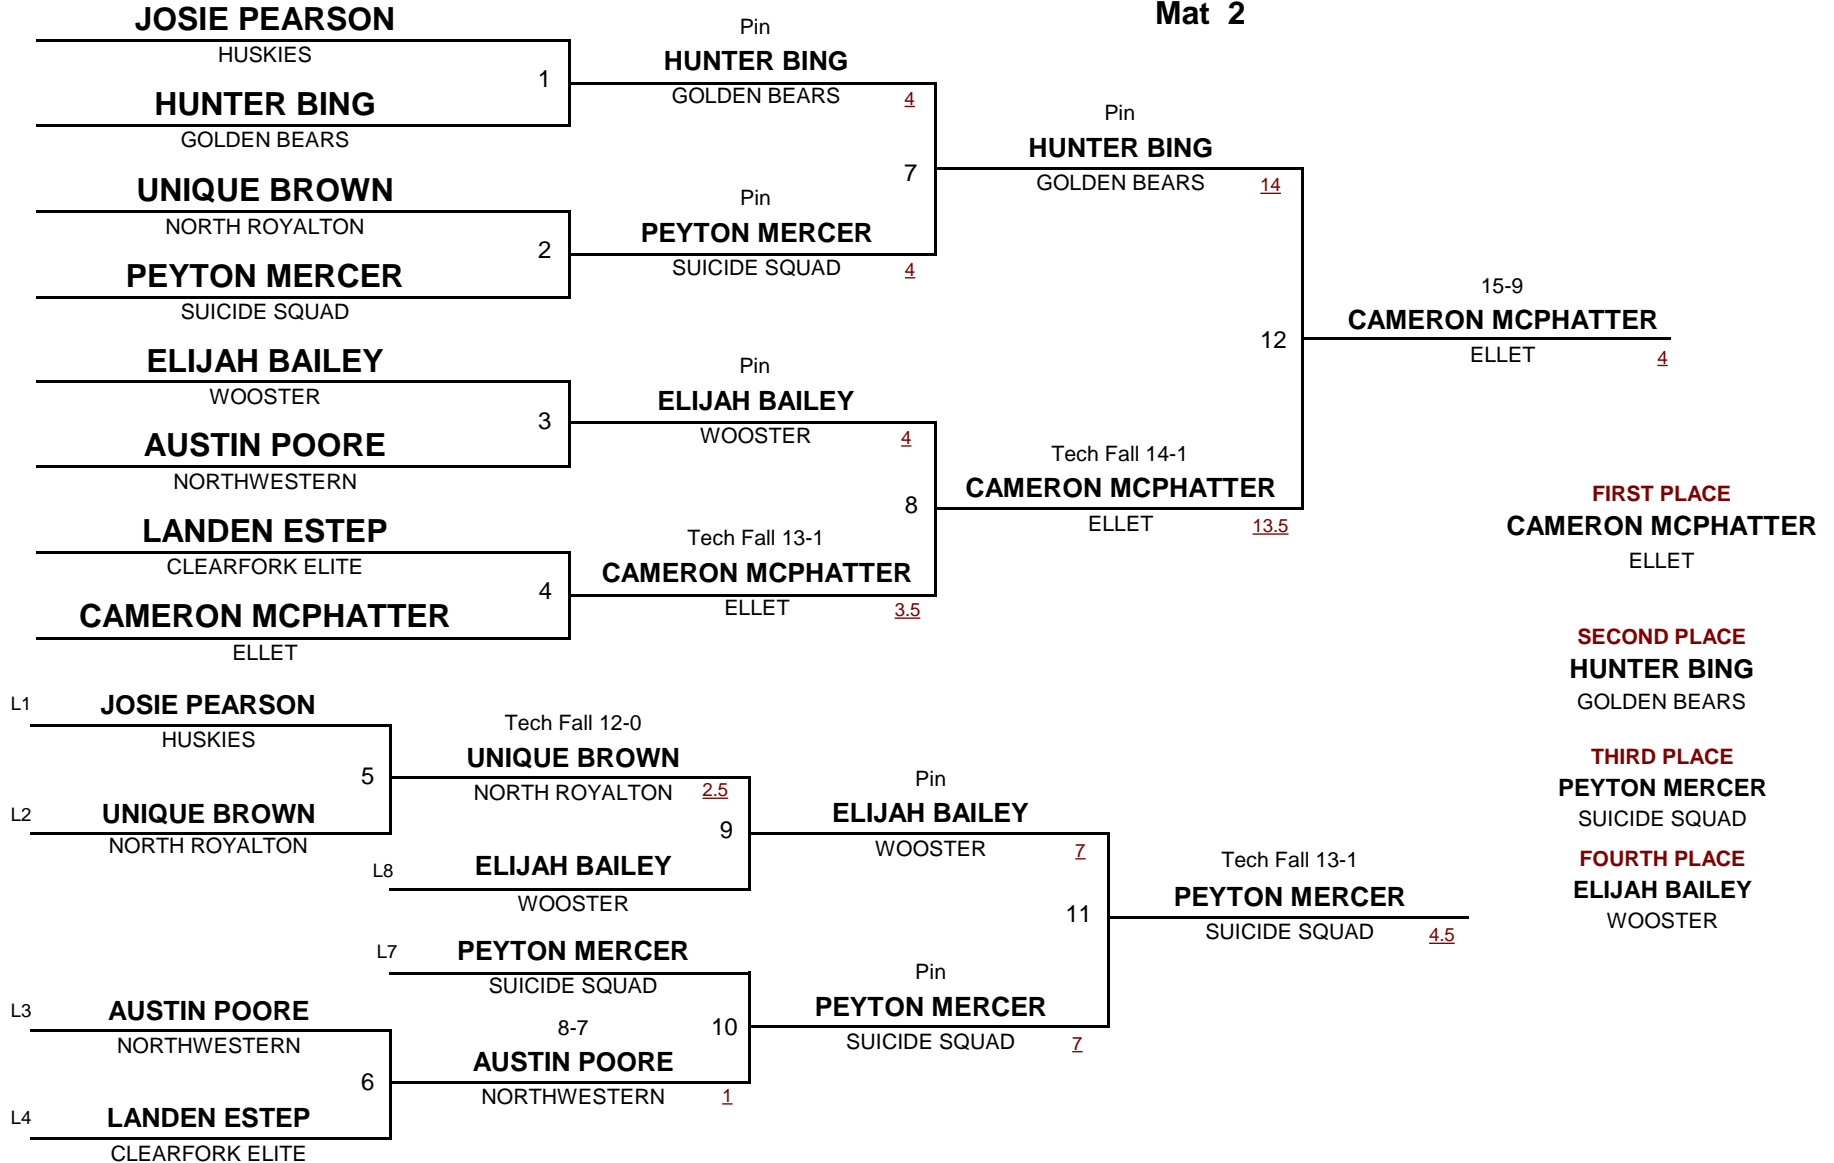 Mat 2
JOSIE PEARSON
HUSKIES
1
HUNTER BING
GOLDEN BEARS
UNIQUE BROWN
NORTH ROYALTON
2
PEYTON MERCER
SUICIDE SQUAD
ELIJAH BAILEY
WOOSTER
3
AUSTIN POORE
NORTHWESTERN
LANDEN ESTEP
CLEARFORK ELITE
4
CAMERON MCPHATTER
ELLET
Pin
HUNTER BING
GOLDEN BEARS 4
7
Pin
PEYTON MERCER
SUICIDE SQUAD 4
Pin
ELIJAH BAILEY
WOOSTER 4
8
Tech Fall 13-1
CAMERON MCPHATTER
ELLET 3.5
Pin
HUNTER BING
GOLDEN BEARS 14
12
Tech Fall 14-1
CAMERON MCPHATTER
ELLET 13.5
15-9
CAMERON MCPHATTER
ELLET 4
FIRST PLACE
CAMERON MCPHATTER
ELLET
SECOND PLACE
HUNTER BING
GOLDEN BEARS
THIRD PLACE
PEYTON MERCER
SUICIDE SQUAD
FOURTH PLACE
ELIJAH BAILEY
WOOSTER
L1 JOSIE PEARSON
HUSKIES
5
L2 UNIQUE BROWN
NORTH ROYALTON
L3 AUSTIN POORE
NORTHWESTERN
6
L4 LANDEN ESTEP
CLEARFORK ELITE
Tech Fall 12-0
UNIQUE BROWN
NORTH ROYALTON 2.5
9
L8 ELIJAH BAILEY
WOOSTER
L7 PEYTON MERCER
SUICIDE SQUAD
8-7 10
AUSTIN POORE
NORTHWESTERN 1
Pin
ELIJAH BAILEY
WOOSTER 7
11
Pin
PEYTON MERCER
SUICIDE SQUAD 7
Tech Fall 13-1
PEYTON MERCER
SUICIDE SQUAD 4.5